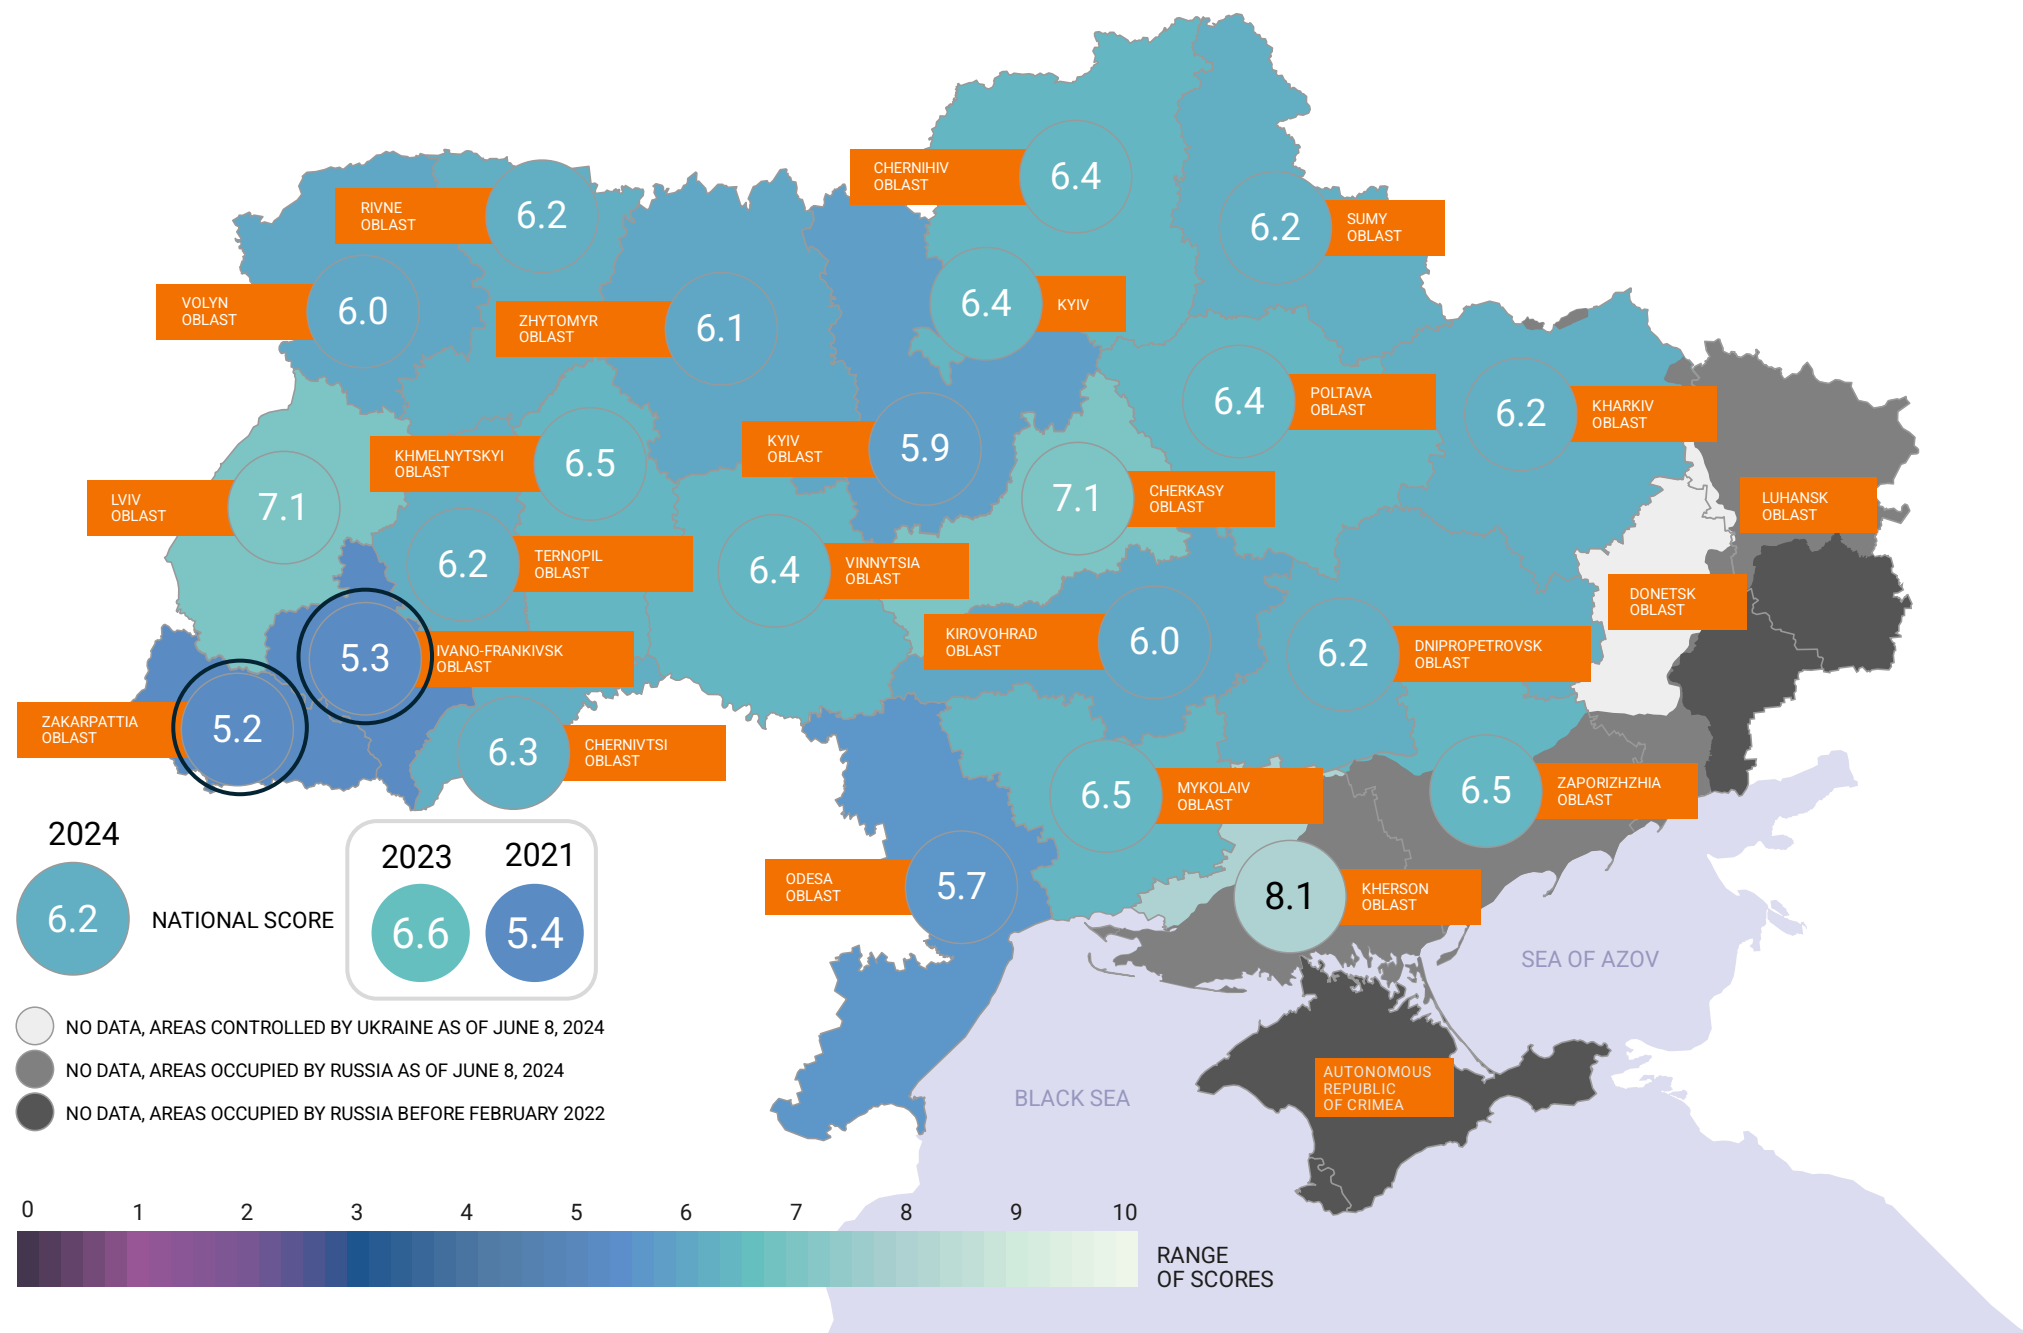 CHERNIHIV
OBLAST
6.4
RIVNE
OBLAST
6.2
6.2
SUMY
OBLAST
VOLYN
OBLAST
6.0
ZHYTOMYR
OBLAST
6.1
6.4
KYIV
KHMELNYTSKYI
OBLAST
6.5
KYIV
OBLAST
5.9
6.4
POLTAVA
OBLAST
6.2
KHARKIV
OBLAST
LVIV
OBLAST
7.1
7.1
CHERKASY
OBLAST
LUHANSK
OBLAST
6.2
TERNOPIL
OBLAST
6.4
VINNYTSIA
OBLAST
DONETSK
OBLAST
5.3
IVANO-FRANKIVSK
OBLAST
KIROVOHRAD
OBLAST
6.0
6.2
DNIPROPETROVSK
OBLAST
ZAKARPATTIA
OBLAST
5.2
6.3
CHERNIVTSI
OBLAST
6.5
MYKOLAIV
OBLAST
6.5
ZAPORIZHZHIA
OBLAST
ODESA
OBLAST
5.7
8.1
KHERSON
OBLAST
SEA OF AZOV
BLACK SEA
AUTONOMOUS
REPUBLIC
OF CRIMEA
2024
6.2
NATIONAL SCORE
2023
6.6
2021
5.4
NO DATA, AREAS CONTROLLED BY UKRAINE AS OF JUNE 8, 2024
NO DATA, AREAS OCCUPIED BY RUSSIA AS OF JUNE 8, 2024
NO DATA, AREAS OCCUPIED BY RUSSIA BEFORE FEBRUARY 2022
0 1 2 3 4 5 6 7 8 9 10
RANGE
OF SCORES